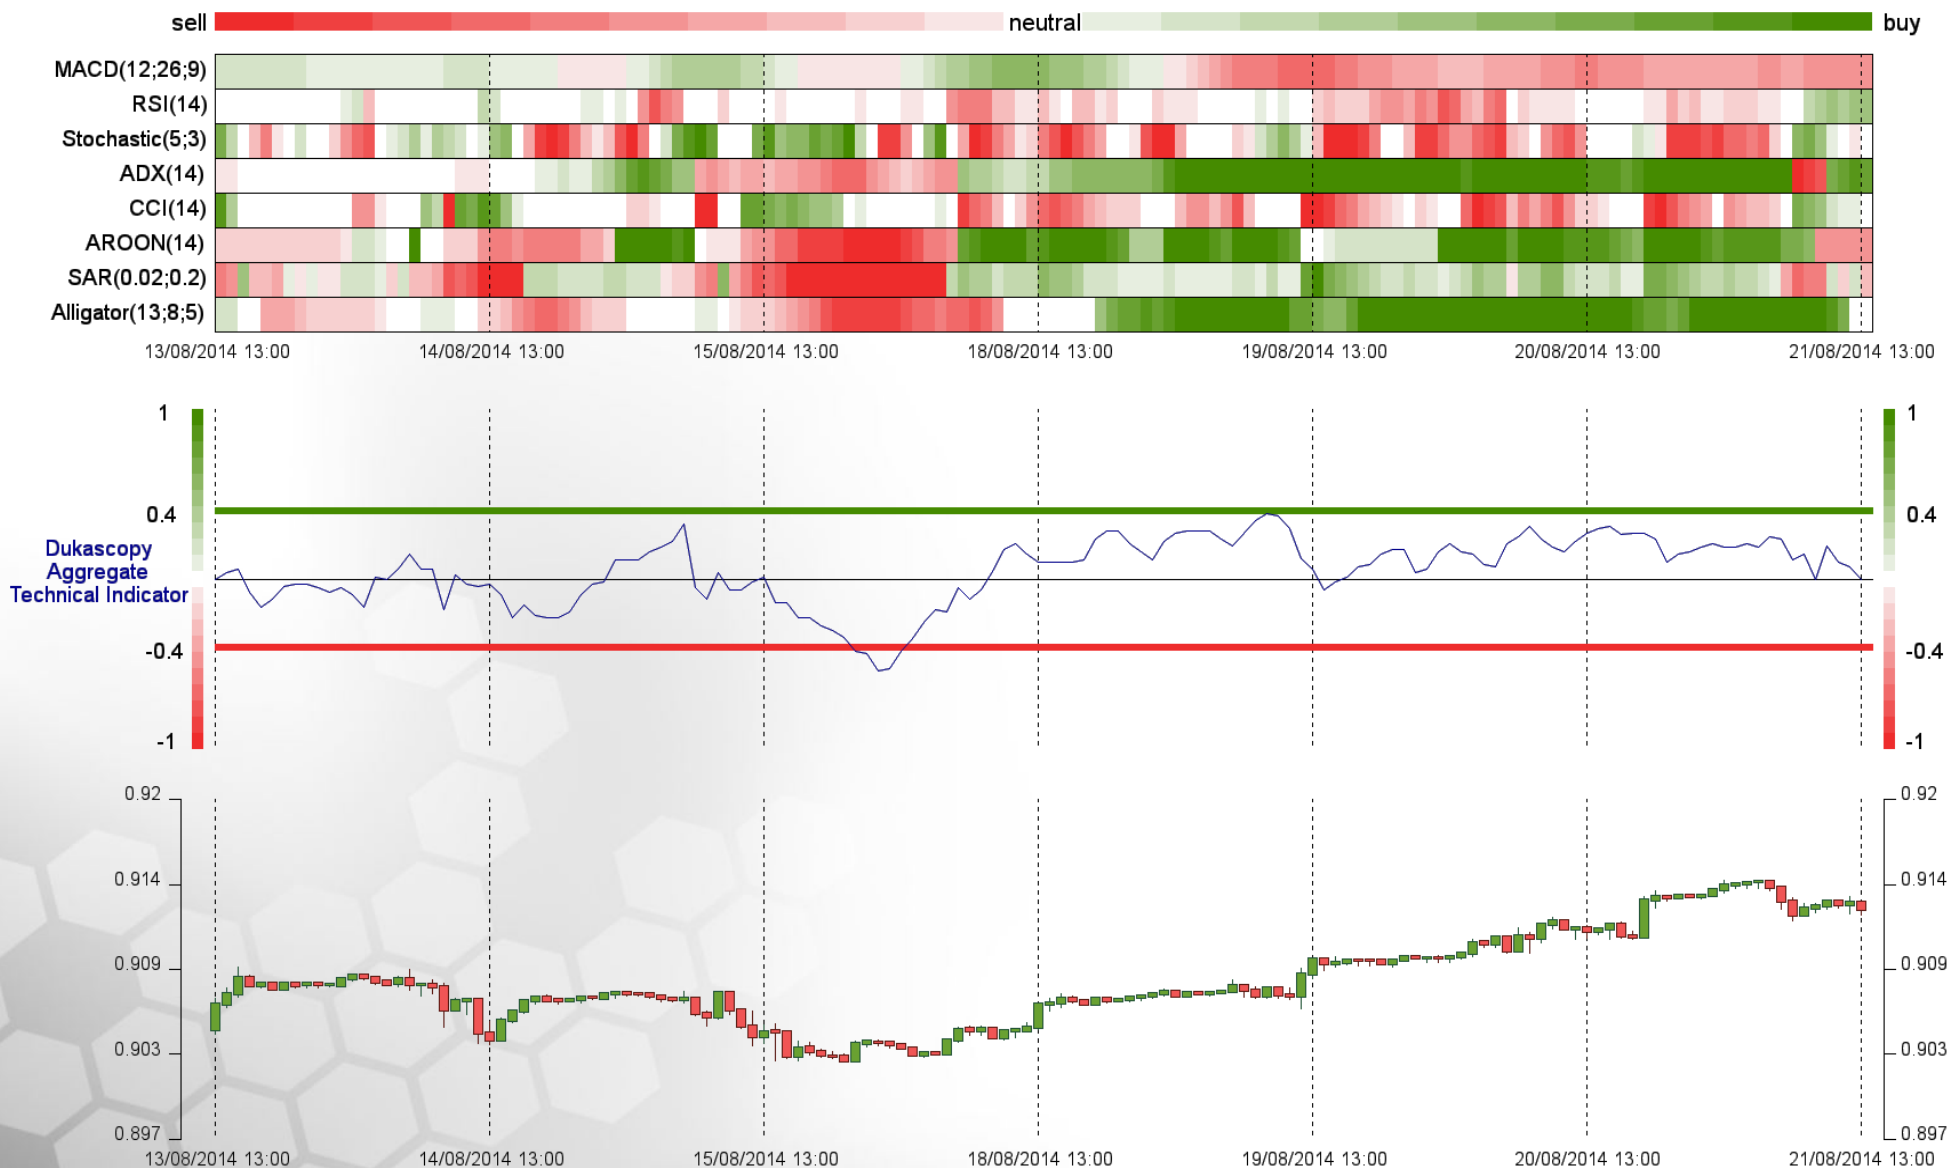 sell neutral buy
MACD(12;26;9)
RSI(14)
Stochastic(5;3)
ADX(14)
CCI(14)
AROON(14)
SAR(0.02;0.2)
Alligator(13;8;5)
13/08/2014 13:00 14/08/2014 13:00 15/08/2014 13:00 18/08/2014 13:00 19/08/2014 13:00 20/08/2014 13:00 21/08/2014 13:00
1 1
0.4 0.4
Dukascopy
Aggregate
Technical Indicator
-0.4 -0.4
-1 -1
0.92 0.92
0.914 0.914
0.909 0.909
0.903 0.903
0.897 0.897
13/08/2014 13:00 14/08/2014 13:00 15/08/2014 13:00 18/08/2014 13:00 19/08/2014 13:00 20/08/2014 13:00 21/08/2014 13:00